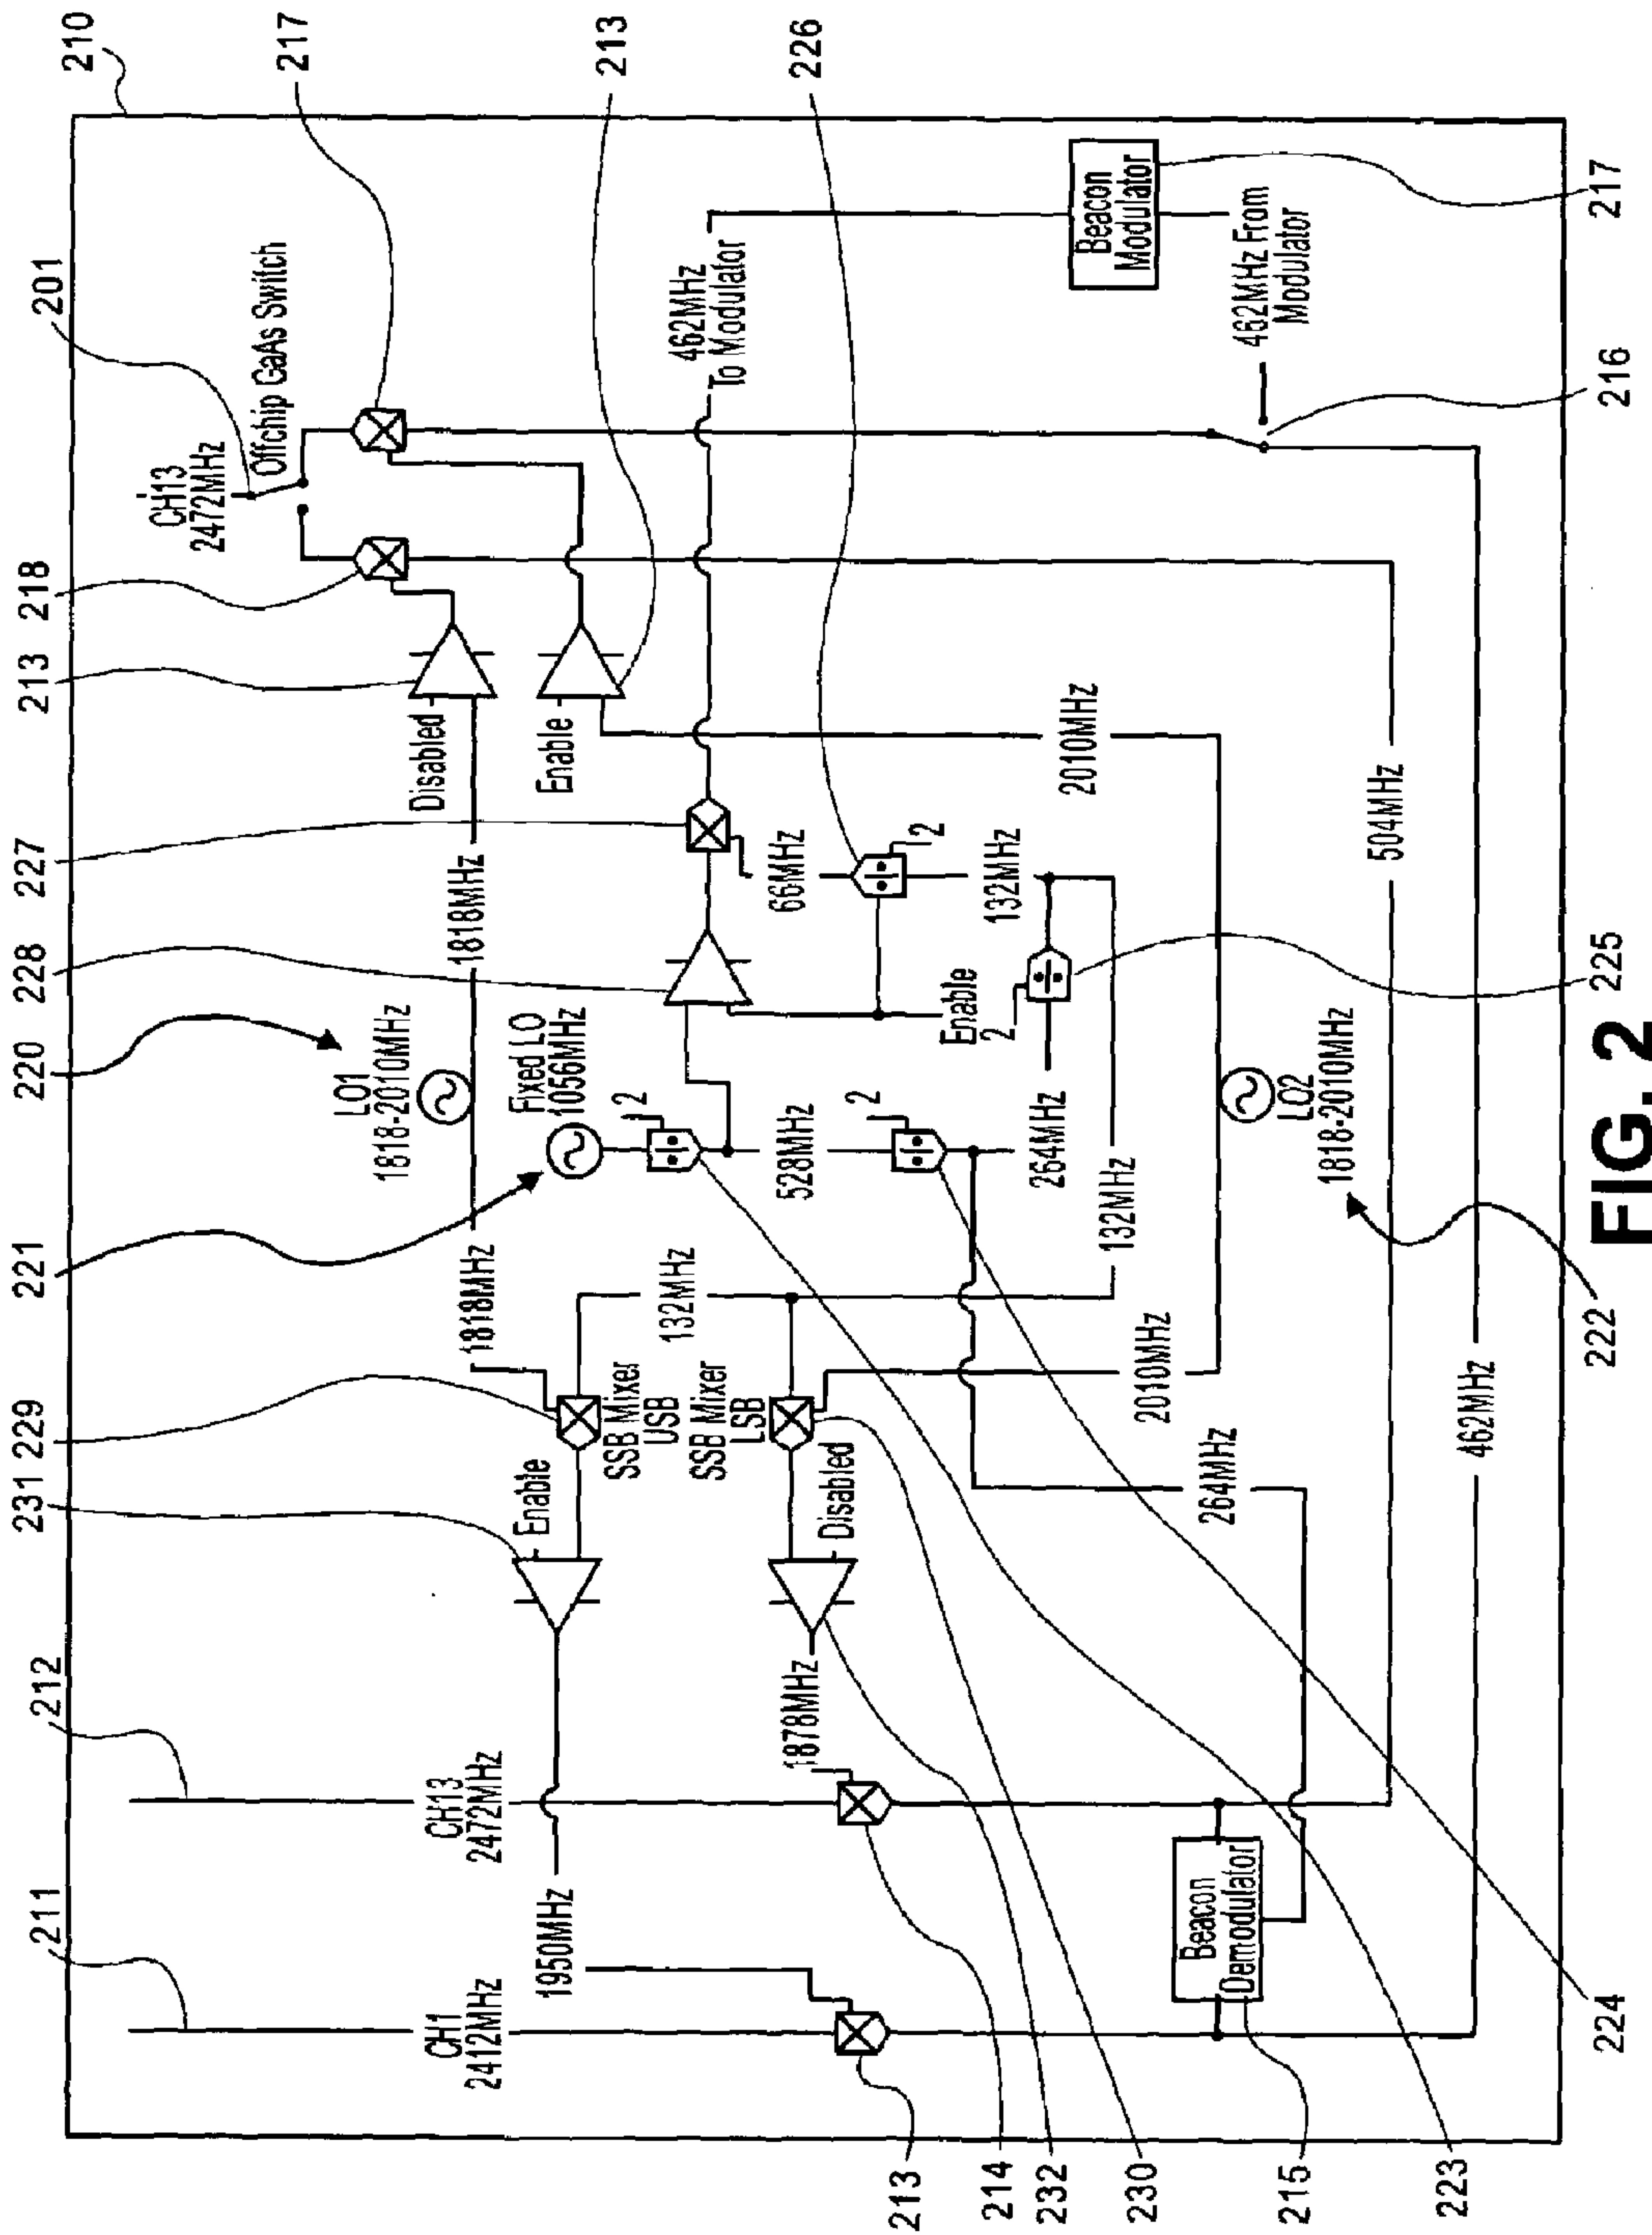 210
217
213
226
201
218
213
227
228
220
221
229
231
212
211
CH13
2472MHz
Offchip GaAs Switch
Disabled
1818MHz
LO1
1818-2010MHz
1818MHz
Enable
462MHz
To Modulator
Fixed LO
1056MHz
2
66MHz
2
132MHz
Enable
2
528MHz
2
264MHz
132MHz
132MHz
SSB Mixer
USB
SSB Mixer
LSB
Enable
Disabled
1878MHz
CH13
2472MHz
1950MHz
CH1
2412MHz
2010MHz
2010MHz
LO2
1818-2010MHz
504MHz
264MHz
462MHz
Beacon
Modulator
462MHz From
Modulator
Beacon
Demodulator
217
216
225
222
224
213
214
232
230
215
223
FIG. 2